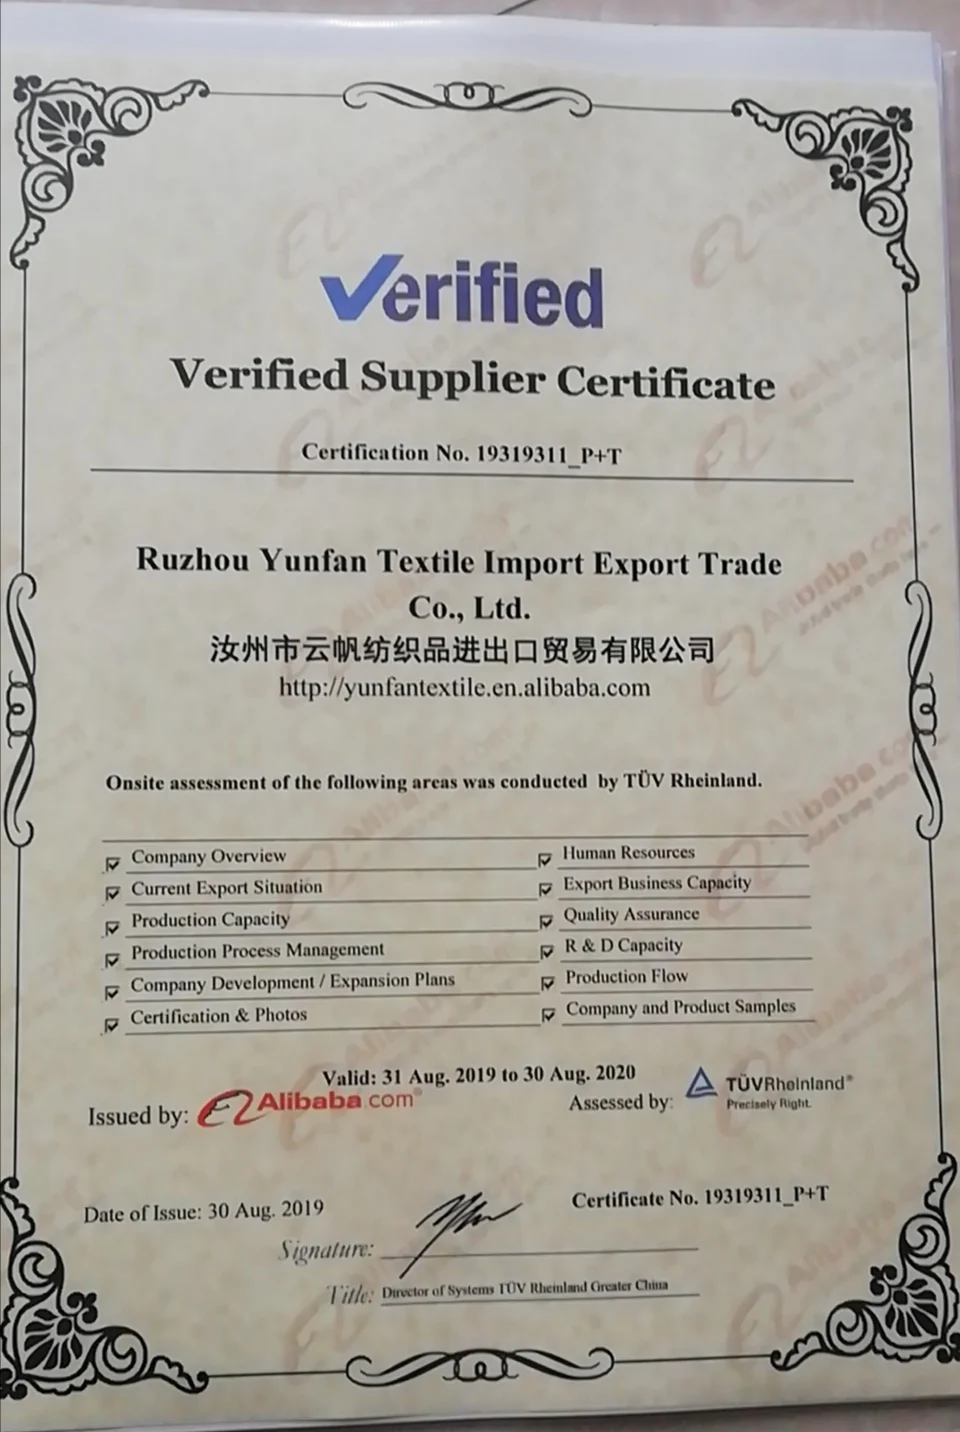 Verified
Verified Supplier Certificate
Certification No. 19319311_P+T
Ruzhou Yunfan Textile Import Export Trade
Co., Ltd.
汝州市云帆纺织品进出口贸易有限公司
http://yunfantextile.en.alibaba.com
Onsite assessment of the following areas was conducted by TÜV Rheinland.
Company Overview
Human Resources
Current Export Situation
Export Business Capacity
Production Capacity
Quality Assurance
Production Process Management
R & D Capacity
Company Development / Expansion Plans
Production Flow
Certification & Photos
Company and Product Samples
Valid: 31 Aug. 2019 to 30 Aug. 2020
Issued by: Alibaba.com®
Assessed by: TÜVRheinland®
Precisely Right.
Date of Issue: 30 Aug. 2019
Certificate No. 19319311_P+T
Signature:
Title: Director of Systems TÜV Rheinland Greater China
Alibaba.com
Alibaba.com